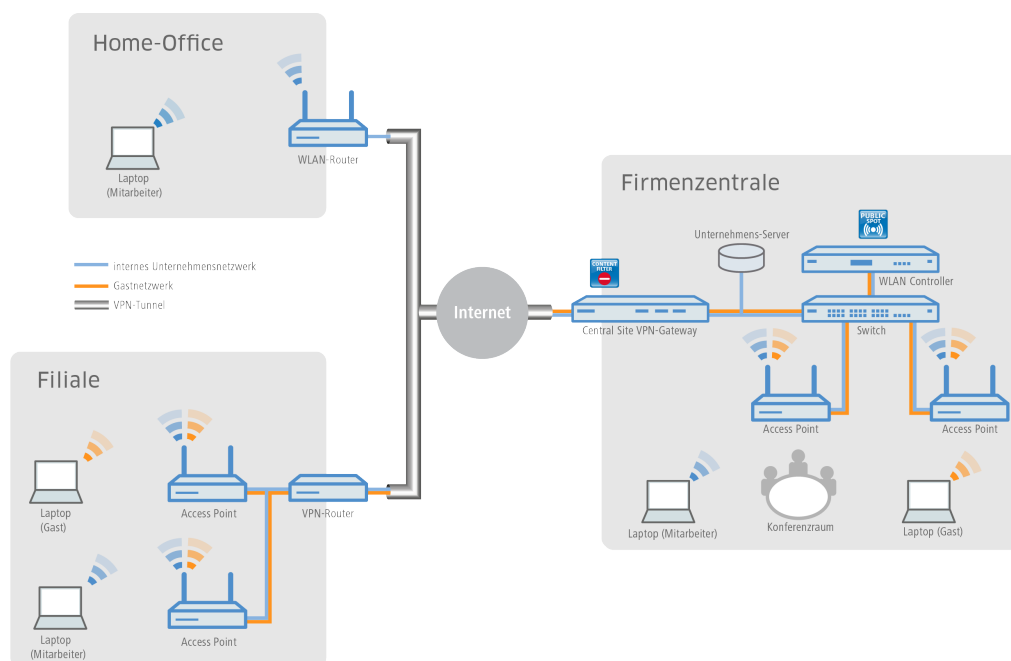 Home-Office
WLAN-Router
Laptop
(Mitarbeiter)
internes Unternehmensnetzwerk
Gastnetzwerk
VPN-Tunnel
Internet
Filiale
Laptop
(Gast)
Access Point
VPN-Router
Laptop
(Mitarbeiter)
Access Point
Firmenzentrale
PUBLIC
SPOT
Unternehmens-Server
CONTENT
FILTER
WLAN Controller
Central Site VPN-Gateway
Switch
Access Point
Access Point
Laptop (Mitarbeiter)
Konferenzraum
Laptop (Gast)